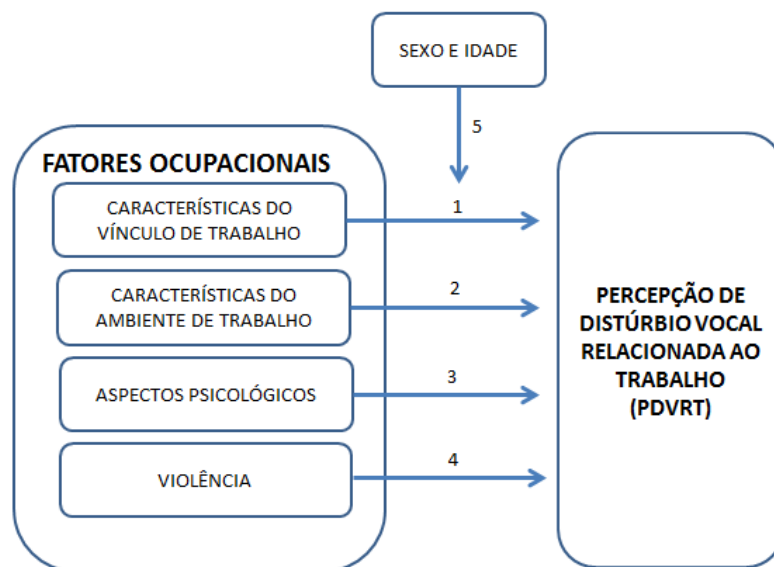 SEXO E IDADE
5
FATORES OCUPACIONAIS
CARACTERÍSTICAS DO
VÍNCULO DE TRABALHO
1
CARACTERÍSTICAS DO
AMBIENTE DE TRABALHO
2
ASPECTOS PSICOLÓGICOS
3
VIOLÊNCIA
4
PERCEPÇÃO DE
DISTÚRBIO VOCAL
RELACIONADA AO
TRABALHO
(PDVRT)